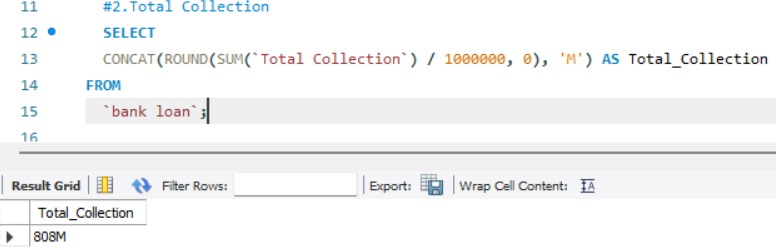 11 #2.Total Collection
12 SELECT
13 CONCAT(ROUND(SUM(`Total Collection`) / 1000000, 0), 'M') AS Total_Collection
14 FROM
15 `bank loan`;
16
Result Grid Filter Rows: Export: Wrap Cell Content: IA
Total_Collection
808M